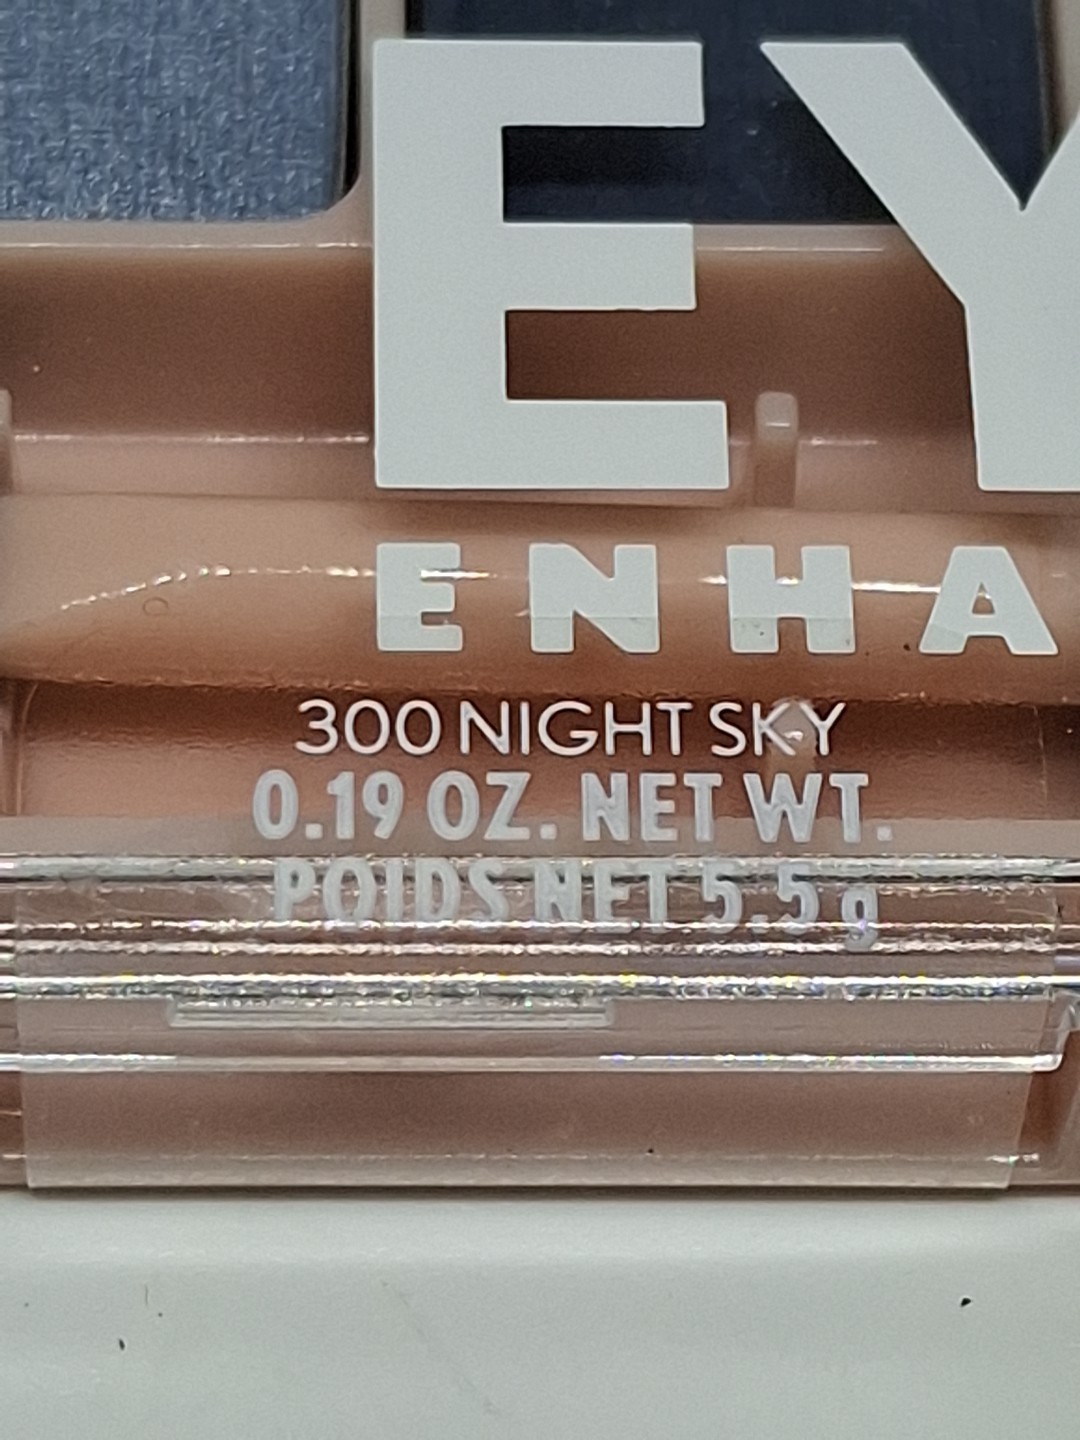 EY
ENHA
300 NIGHT SKY
0.19 OZ. NET WT.
POIDS NET 5.5 g